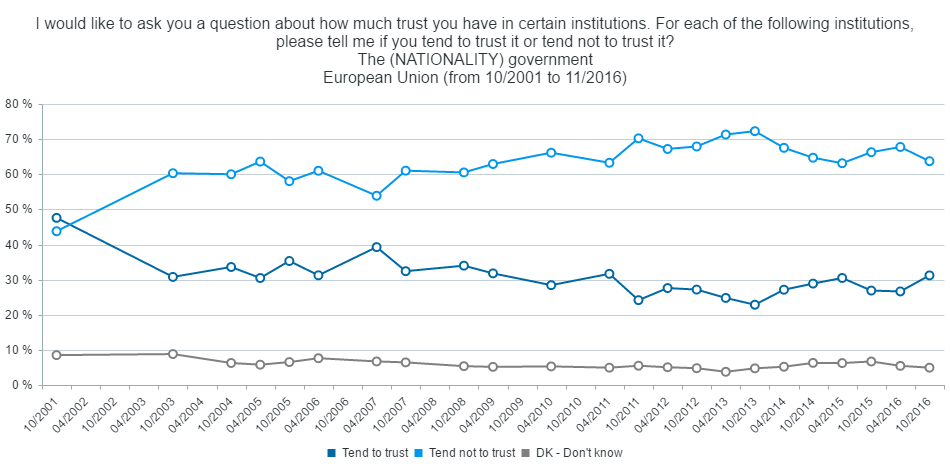 I would like to ask you a question about how much trust you have in certain institutions. For each of the following institutions,
please tell me if you tend to trust it or tend not to trust it?
The (NATIONALITY) government
European Union (from 10/2001 to 11/2016)
80 %
70 %
60 %
50 %
40 %
30 %
20 %
10 %
0 %
10/2001 04/2002 10/2002 04/2003 10/2003 04/2004 10/2004 04/2005 10/2005 04/2006 10/2006 04/2007 10/2007 04/2008 10/2008 04/2009 10/2009 04/2010 10/2010 04/2011 10/2011 04/2012 10/2012 04/2013 10/2013 04/2014 10/2014 04/2015 10/2015 04/2016 10/2016
Tend to trust Tend not to trust DK - Don't know